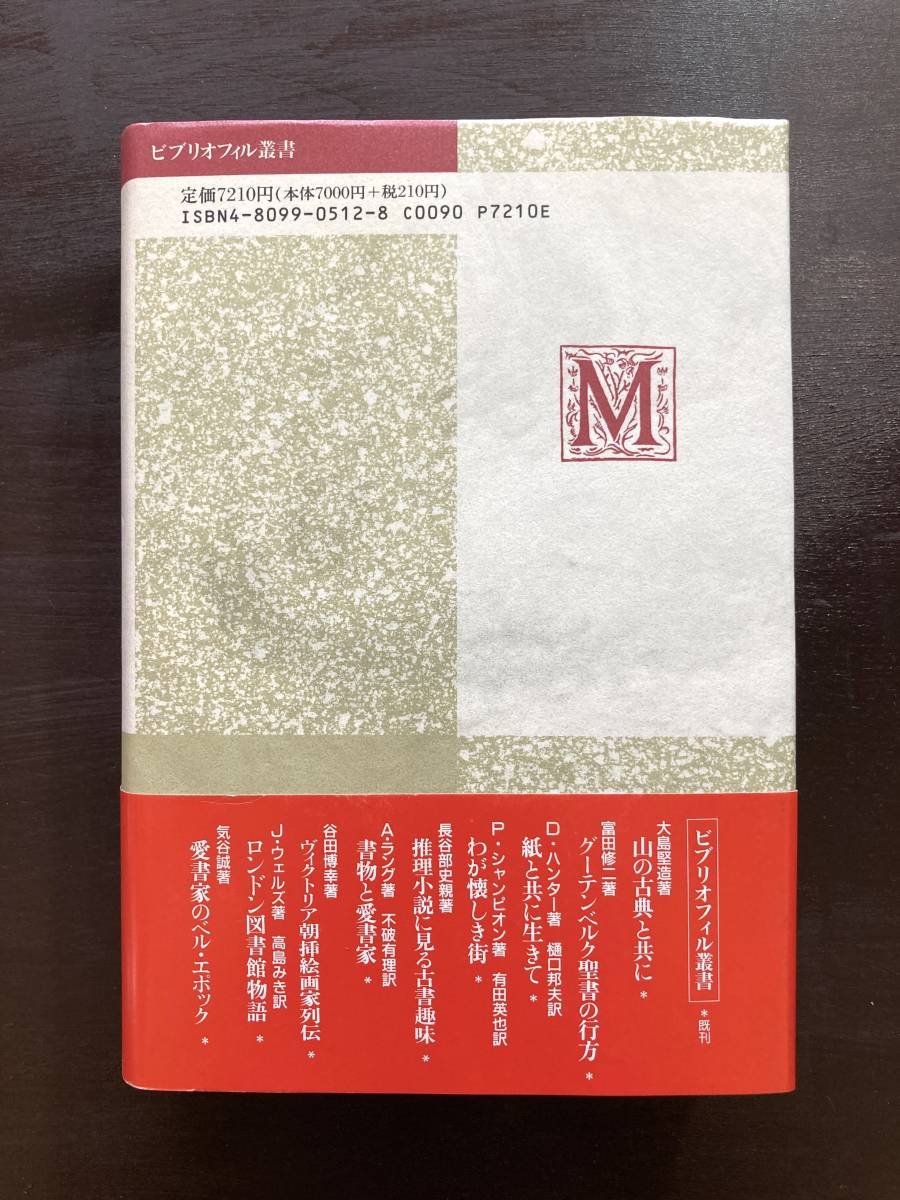 ビブリオフィル叢書
定価7210円(本体7000円+税210円)
ISBN4-8099-0512-8 C0090 P7210E
M
ビブリオフィル叢書 *既刊
大島堅造著
山の古典と共に *
富田修二著
グーテンベルク聖書の行方 *
D・ハンター著 樋口邦夫訳
紙と共に生きて *
P・シャンピオン著 有田英也訳
わが懐しき街 *
長谷部史親著
推理小説に見る古書趣味 *
A・ラング著 不破有理訳
書物と愛書家 *
谷田博幸著
ヴィクトリア朝挿絵画家列伝 *
J・ウェルズ著 高島みき訳
ロンドン図書館物語 *
気谷誠著
愛書家のベル・エポック *